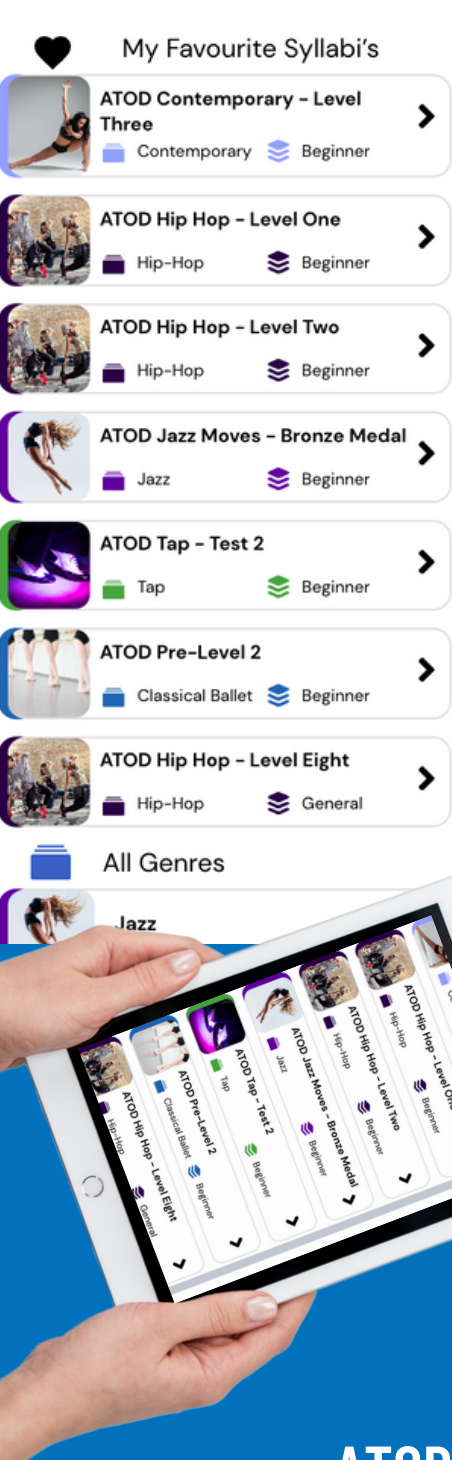 My Favourite Syllabi's
ATOD Contemporary - Level
Three
Contemporary Beginner
ATOD Hip Hop - Level One
Hip-Hop Beginner
ATOD Hip Hop - Level Two
Hip-Hop Beginner
ATOD Jazz Moves - Bronze Medal
Jazz Beginner
ATOD Tap - Test 2
Tap Beginner
ATOD Pre-Level 2
Classical Ballet Beginner
ATOD Hip Hop - Level Eight
Hip-Hop General
All Genres
Jazz
ATOD Hip Hop - Level One
Hip-Hop Beginner
ATOD Hip Hop - Level Two
Hip-Hop Beginner
ATOD Jazz Moves - Bronze Medal
Jazz Beginner
ATOD Tap - Test 2
Tap Beginner
ATOD Pre-Level 2
Classical Ballet Beginner
ATOD Hip Hop - Level Eight
Hip-Hop General
ATOD